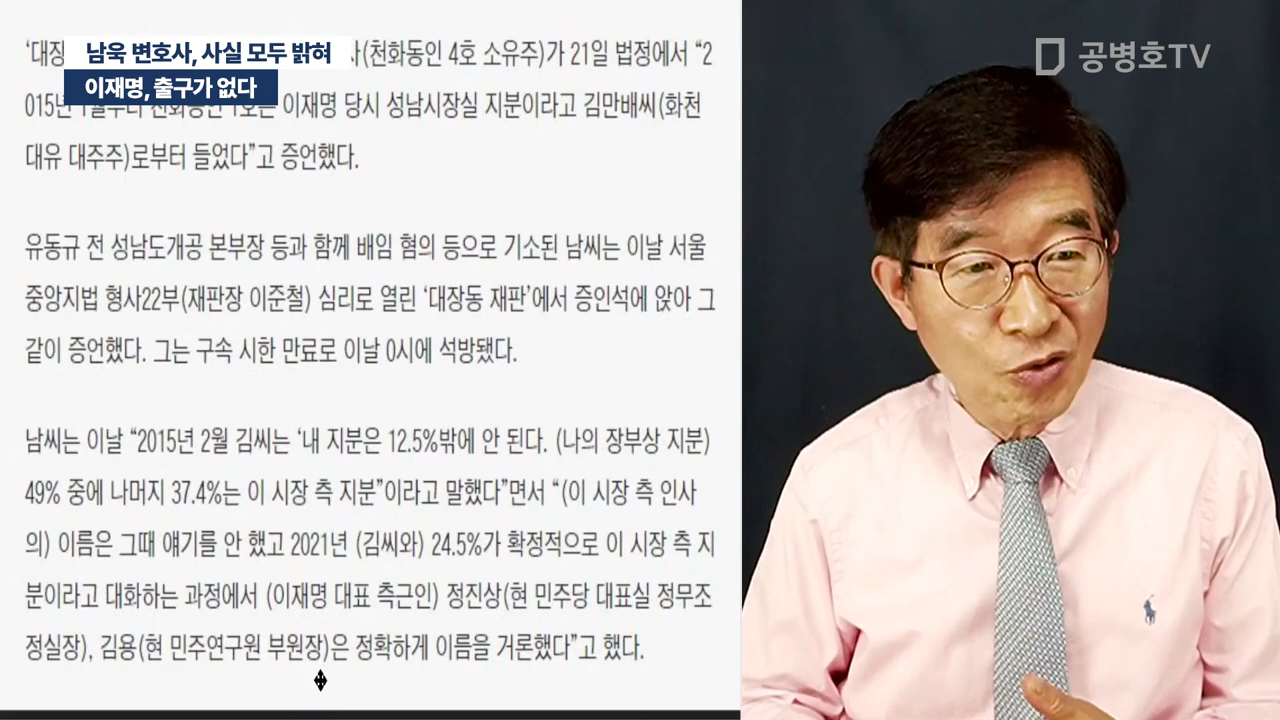 남욱 변호사, 사실 모두 밝혀
이재명, 출구가 없다
공병호TV
‘대장 사(천화동인 4호 소유주)가 21일 법정에서 “2
015년 이재명 당시 성남시장실 지분이라고 김만배씨(화천
대유 대주주)로부터 들었다”고 증언했다.
유동규 전 성남도개공 본부장 등과 함께 배임 혐의 등으로 기소된 남씨는 이날 서울
중앙지법 형사22부(재판장 이준철) 심리로 열린 ‘대장동 재판’에서 증인석에 앉아 그
같이 증언했다. 그는 구속 시한 만료로 이날 0시에 석방됐다.
남씨는 이날 “2015년 2월 김씨는 ‘내 지분은 12.5%밖에 안 된다. (나의 장부상 지분)
49% 중에 나머지 37.4%는 이 시장 측 지분”이라고 말했다”면서 “(이 시장 측 인사
의) 이름은 그때 얘기를 안 했고 2021년 (김씨와) 24.5%가 확정적으로 이 시장 측 지
분이라고 대화하는 과정에서 (이재명 대표 측근인) 정진상(현 민주당 대표실 정무조
정실장), 김용(현 민주연구원 부원장)은 정확하게 이름을 거론했다”고 했다.